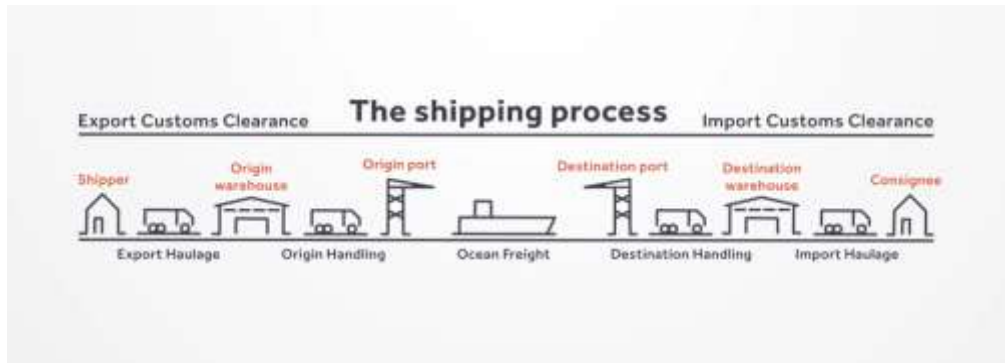 The shipping process
Export Customs Clearance
Import Customs Clearance
Shipper
Origin
warehouse
Origin port
Destination port
Destination
warehouse
Consignee
Export Haulage
Origin Handling
Ocean Freight
Destination Handling
Import Haulage